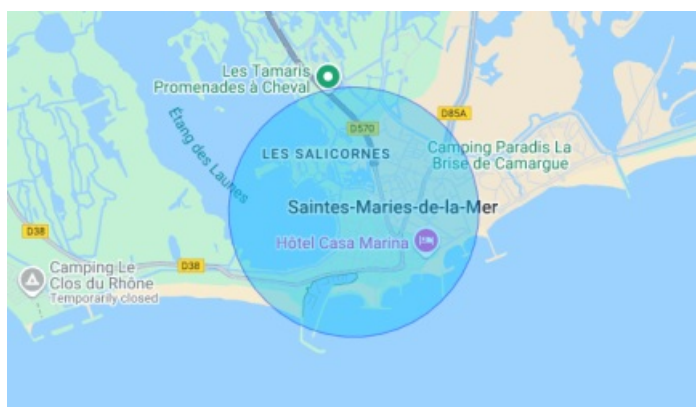 Les Tamaris
Promenades à Cheval
D85A
D570
Étang des Launes
LES SALICORNES
Camping Paradis La
Brise de Camargue
Saintes-Maries-de-la-Mer
D38
Hôtel Casa Marina
D38
Camping Le
Clos du Rhône
Temporarily closed